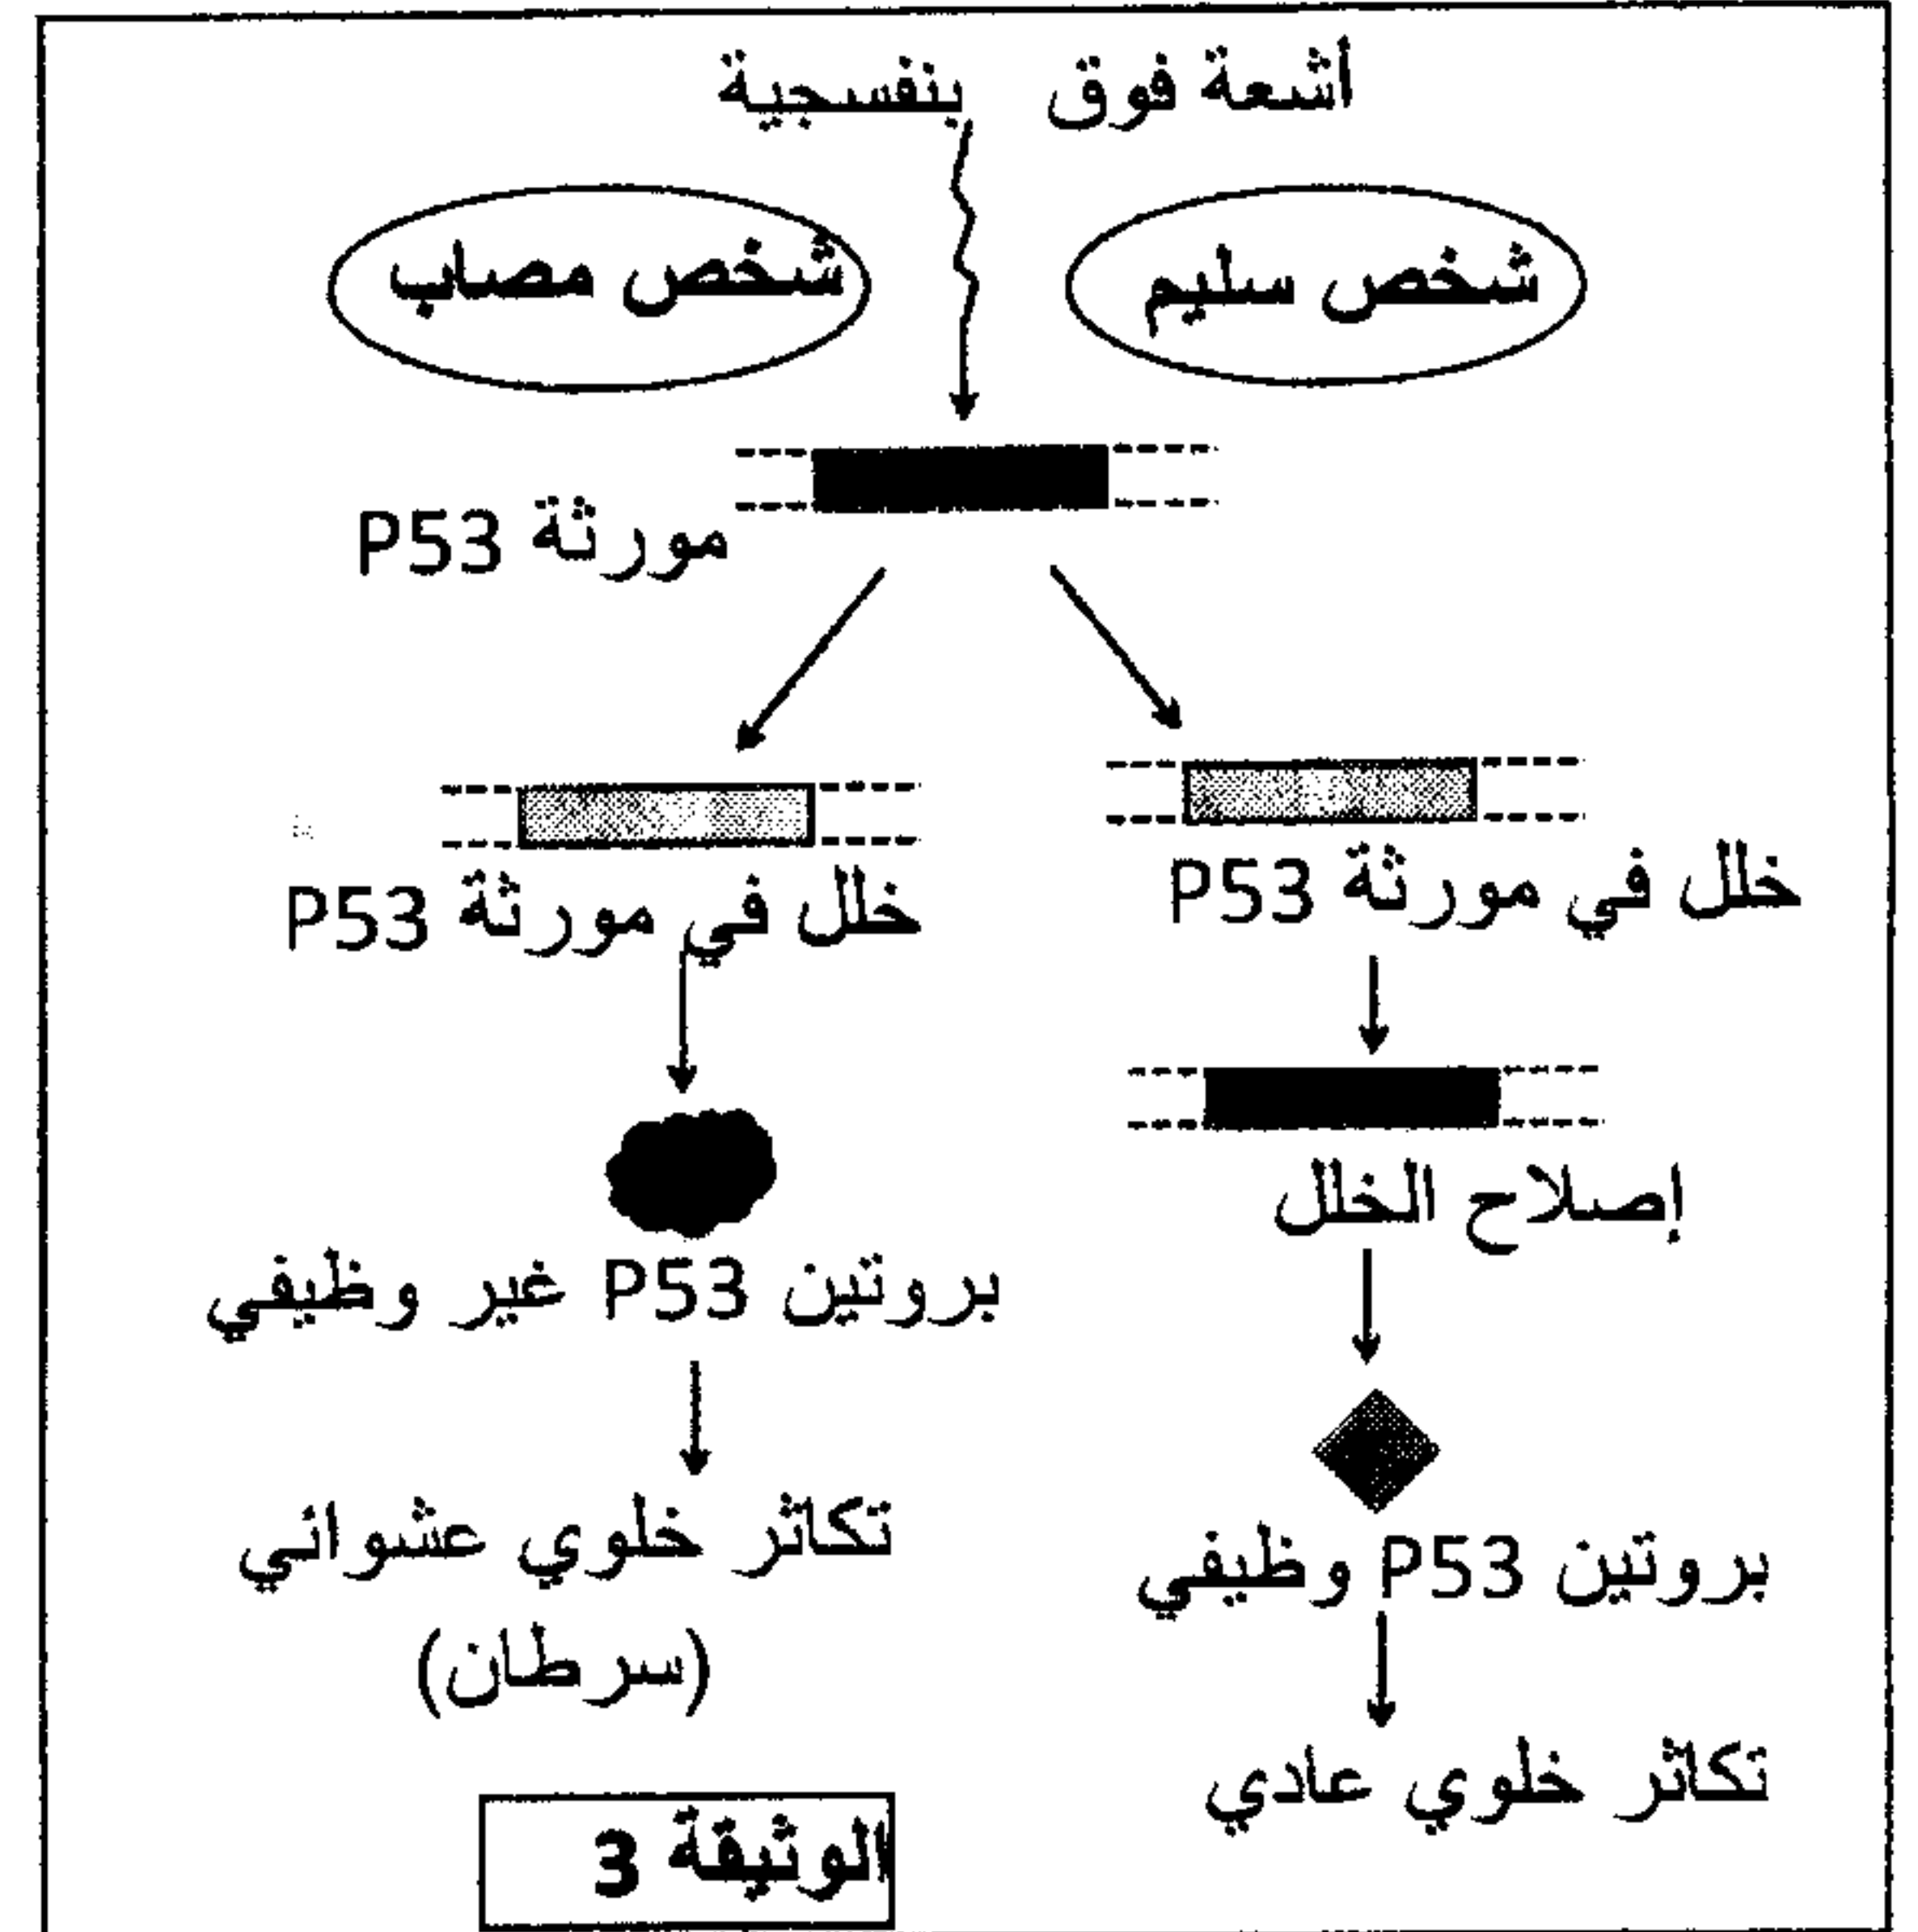 أشعة فوق بنفسجية
شخص سليم
شخص مصاب
مورثة P53
خلل في مورثة P53
خلل في مورثة P53
إصلاح الخلل
بروتين P53 غير وظيفي
بروتين P53 وظيفي
تكاثر خلوي عشوائي
(سرطان)
تكاثر خلوي عادي
الوثيقة 3